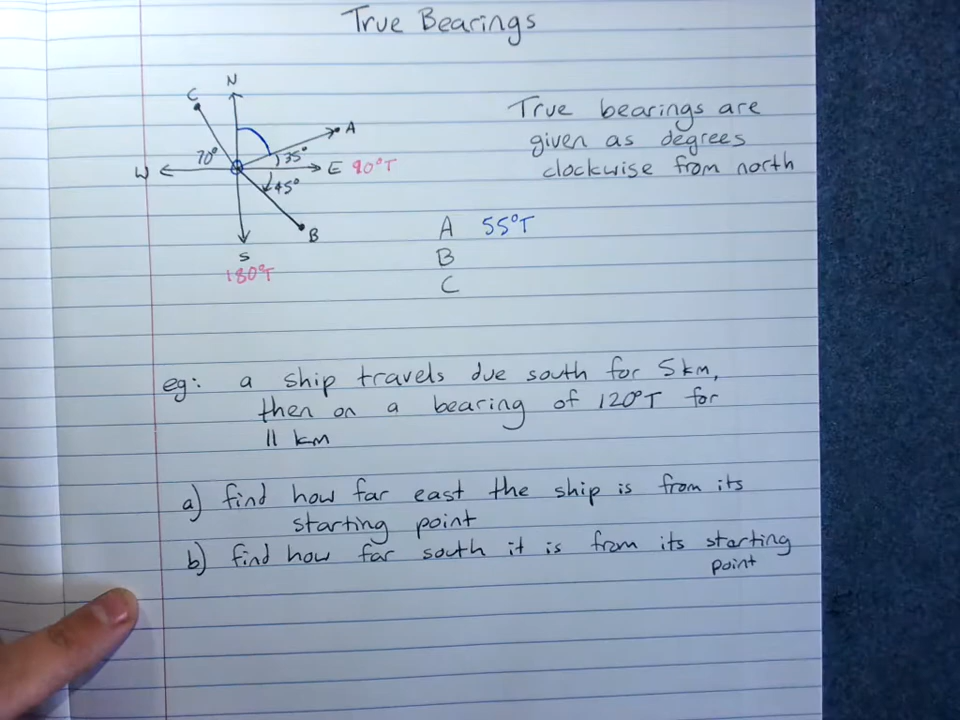 True Bearings
C
N
A
70°
35°
W
E 90°T
45°
B
S
180°T
True bearings are
given as degrees
clockwise from north
A 55°T
B
C
eg: a ship travels due south for 5 km,
then on a bearing of 120°T for
11 km
a) find how far east the ship is from its
starting point
b) find how far south it is from its starting
point